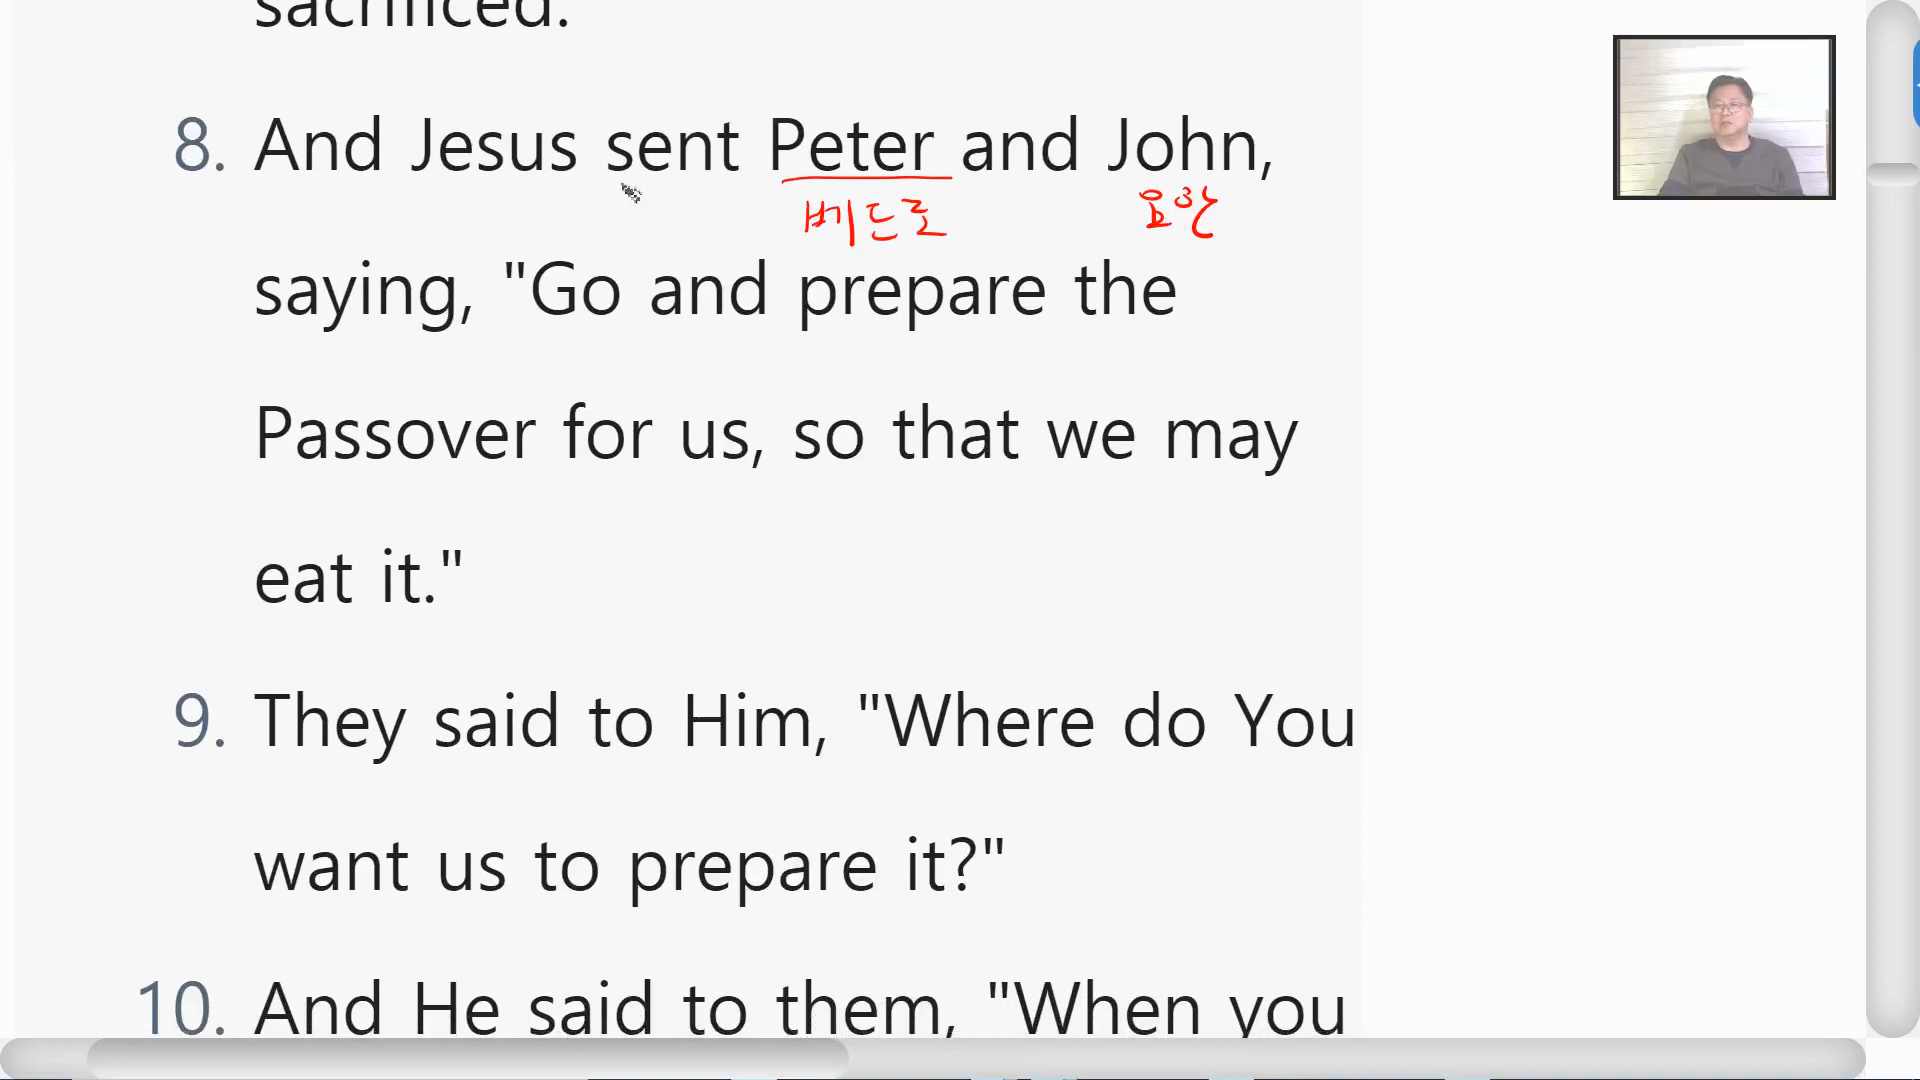 sacrificed.
8. And Jesus sent Peter and John,
베드로 요한
saying, "Go and prepare the
Passover for us, so that we may
eat it."
9. They said to Him, "Where do You
want us to prepare it?"
10. And He said to them, "When you